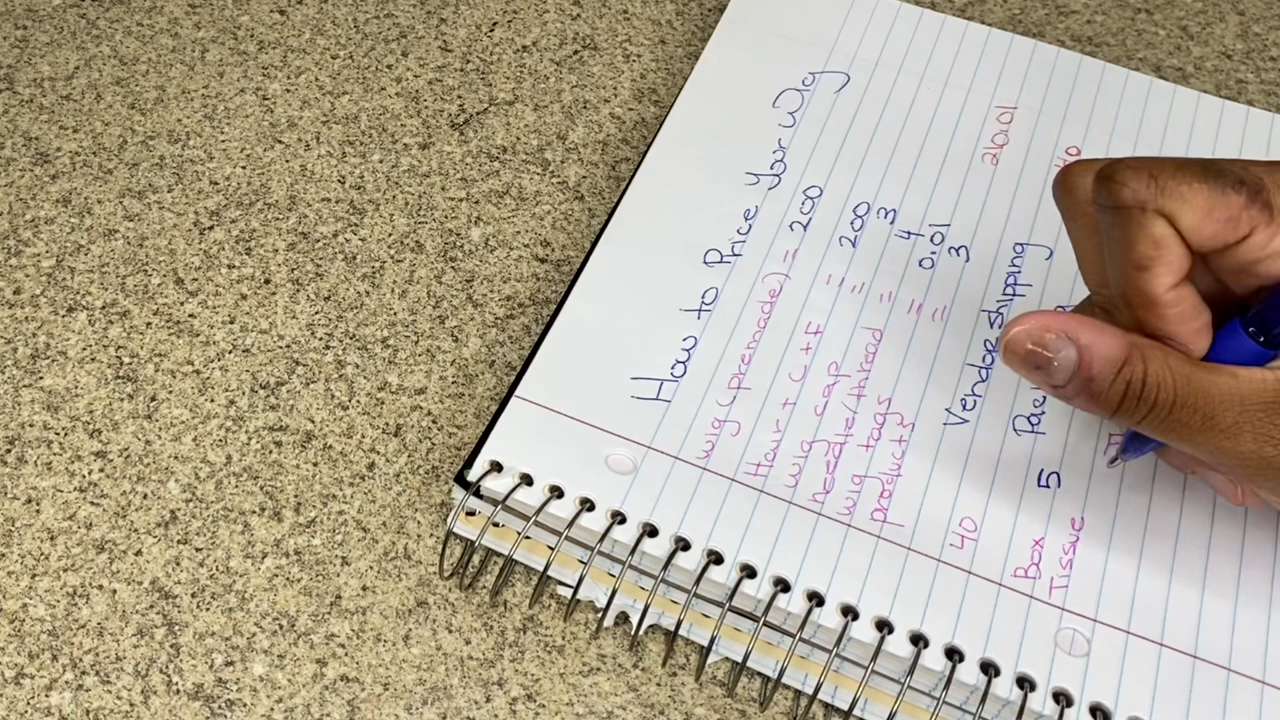 How to Price Your Wig
wig (premade) = 200
Hair + C + F = 200
wig cap = 3
needle/thread = 4
wig tags = 0.01
products = 3
210.01
Vendor shipping
40
40
Box 5
Tissue